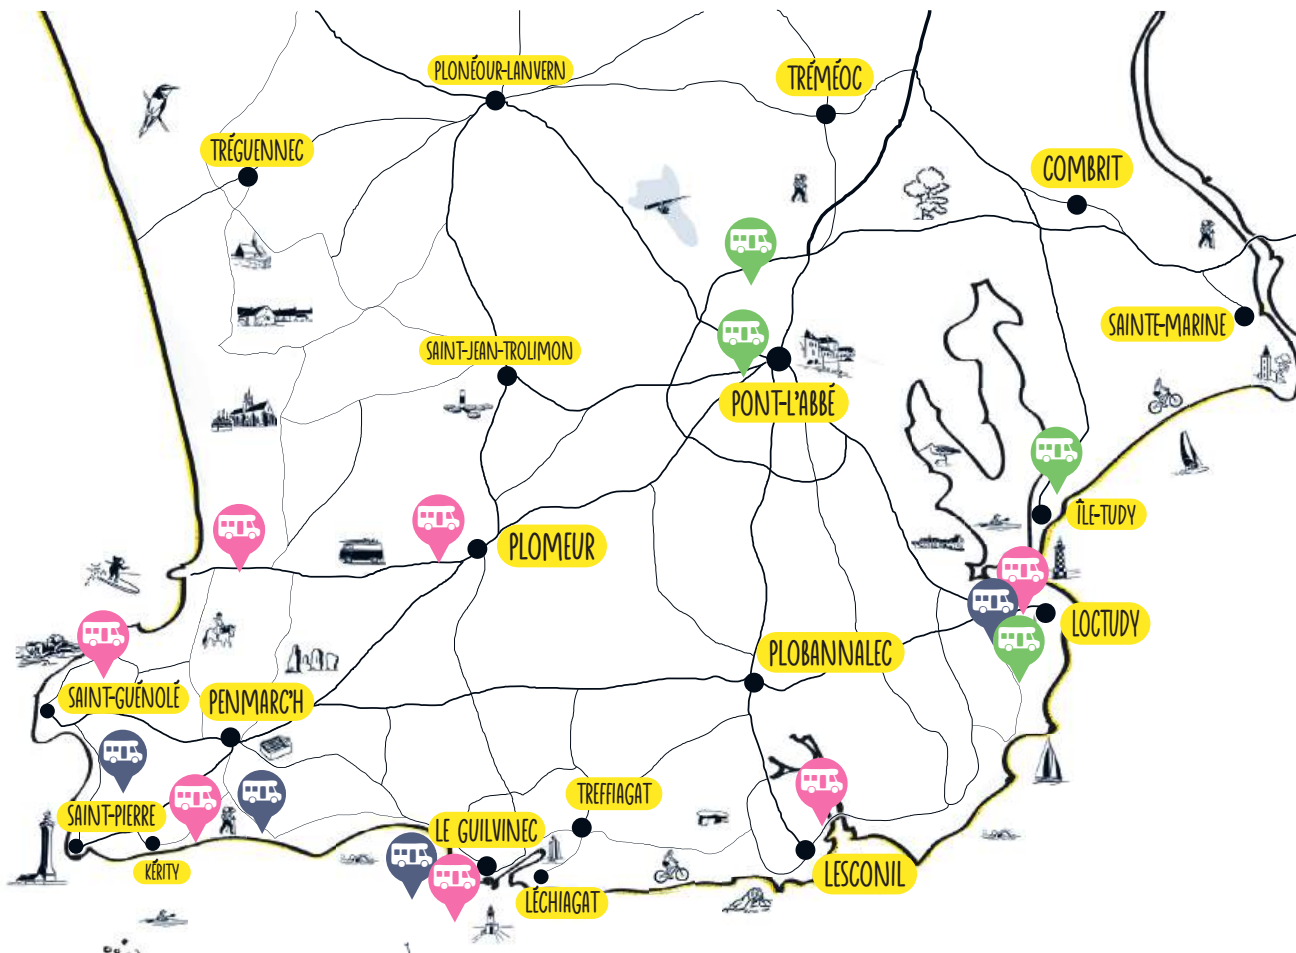 PLONÉOUR-LANVERN
TRÉMÉOC
TRÉGUENNEC
COMBRIT
SAINTE-MARINE
SAINT-JEAN-TROLIMON
PONT-L'ABBÉ
ÎLE-TUDY
PLOMEUR
LOCTUDY
PLOBANNALEC
SAINT-GUÉNOLÉ
PENMARC'H
TREFFIAGAT
SAINT-PIERRE
LE GUILVINEC
KÉRITY
LESCONIL
LÉCHIAGAT